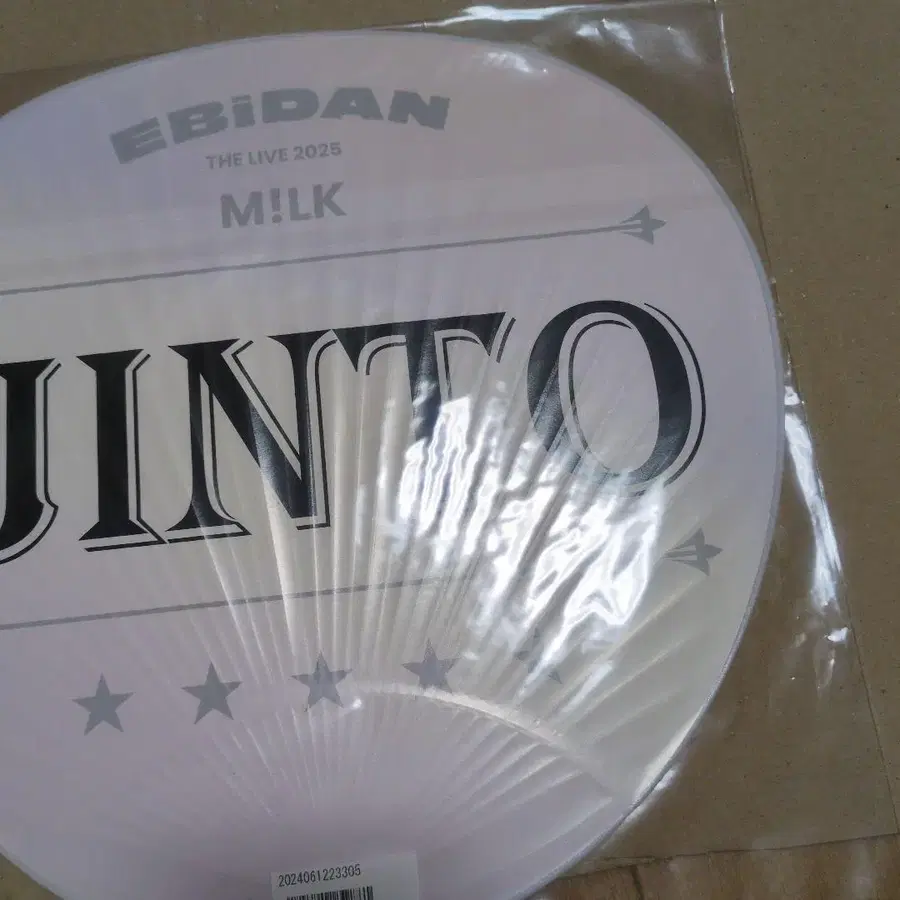 EBiDAN
THE LIVE 2025
M!LK
JINTO
2024061223305